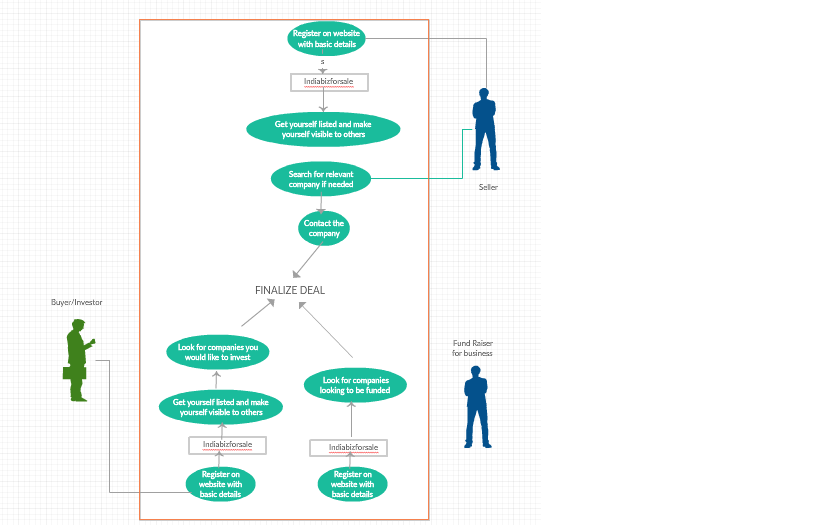 Register on website
with basic details
s
Indiabizforsale
Get yourself listed and make
yourself visible to others
Search for relevant
company if needed
Seller
Contact the
company
FINALIZE DEAL
Buyer/Investor
Look for companies you
would like to invest
Fund Raiser
for business
Look for companies
looking to be funded
Get yourself listed and make
yourself visible to others
Indiabizforsale
Indiabizforsale
Register on
website with
basic details
Register on
website with
basic details